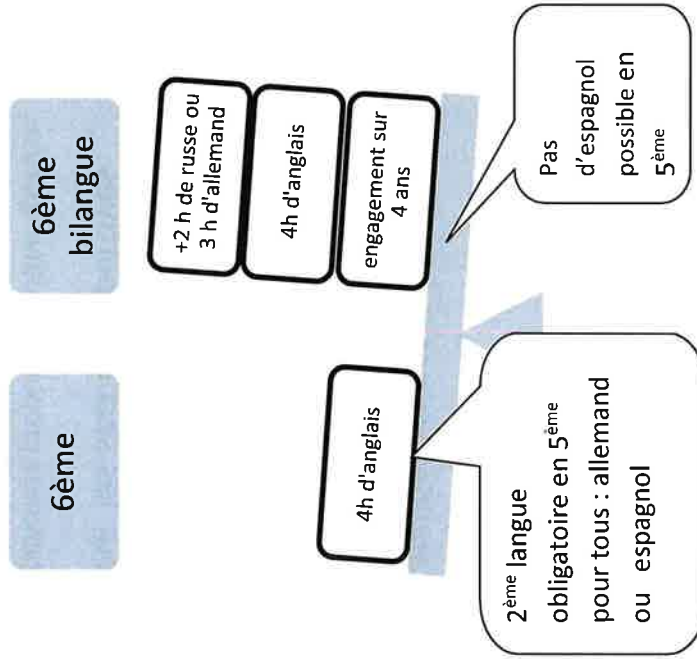 6ème
6ème
bilangue
+2 h de russe ou
3 h d'allemand
4h d'anglais
engagement sur
4 ans
4h d'anglais
2ème langue
obligatoire en 5ème
pour tous : allemand
ou espagnol
Pas
d'espagnol
possible en
5ème